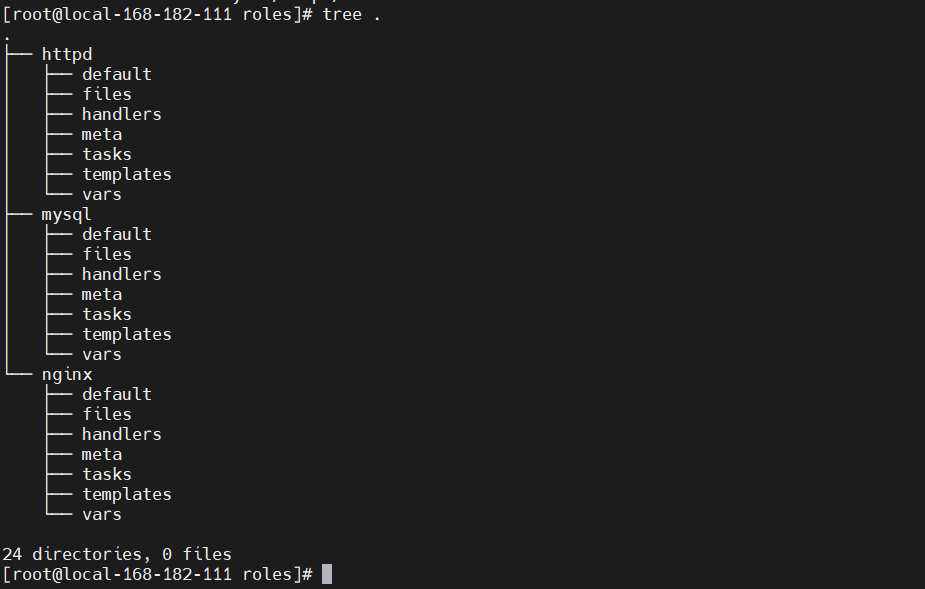 [root@local-168-182-111 roles]# tree .
.
├── httpd
│   ├── default
│   ├── files
│   ├── handlers
│   ├── meta
│   ├── tasks
│   ├── templates
│   └── vars
├── mysql
│   ├── default
│   ├── files
│   ├── handlers
│   ├── meta
│   ├── tasks
│   ├── templates
│   └── vars
└── nginx
    ├── default
    ├── files
    ├── handlers
    ├── meta
    ├── tasks
    ├── templates
    └── vars
24 directories, 0 files
[root@local-168-182-111 roles]#